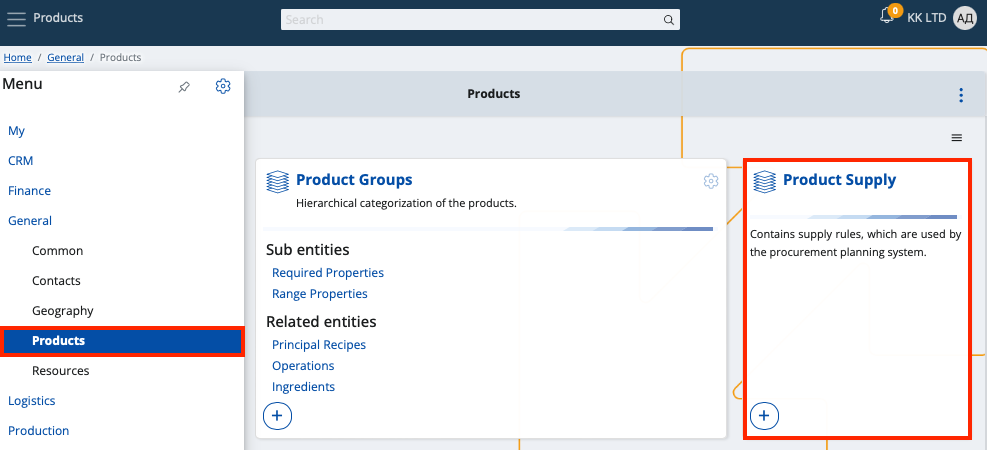 Products
Search
0
KK LTD
АД
Home / General / Products
Menu
My
CRM
Finance
General
Common
Contacts
Geography
Products
Resources
Logistics
Production
Products
Product Groups
Hierarchical categorization of the products.
Sub entities
Required Properties
Range Properties
Related entities
Principal Recipes
Operations
Ingredients
Product Supply
Contains supply rules, which are used by
the procurement planning system.